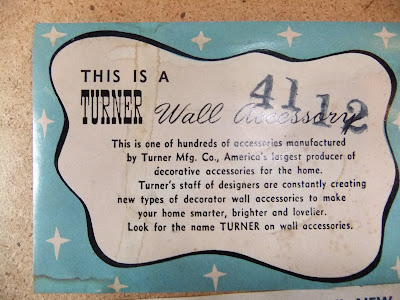 THIS IS A
TURNER Wall Accessory
4112
This is one of hundreds of accessories manufactured
by Turner Mfg. Co., America's largest producer of
decorative accessories for the home.
Turner's staff of designers are constantly creating
new types of decorator wall accessories to make
your home smarter, brighter and lovelier.
Look for the name TURNER on wall accessories.
NEW